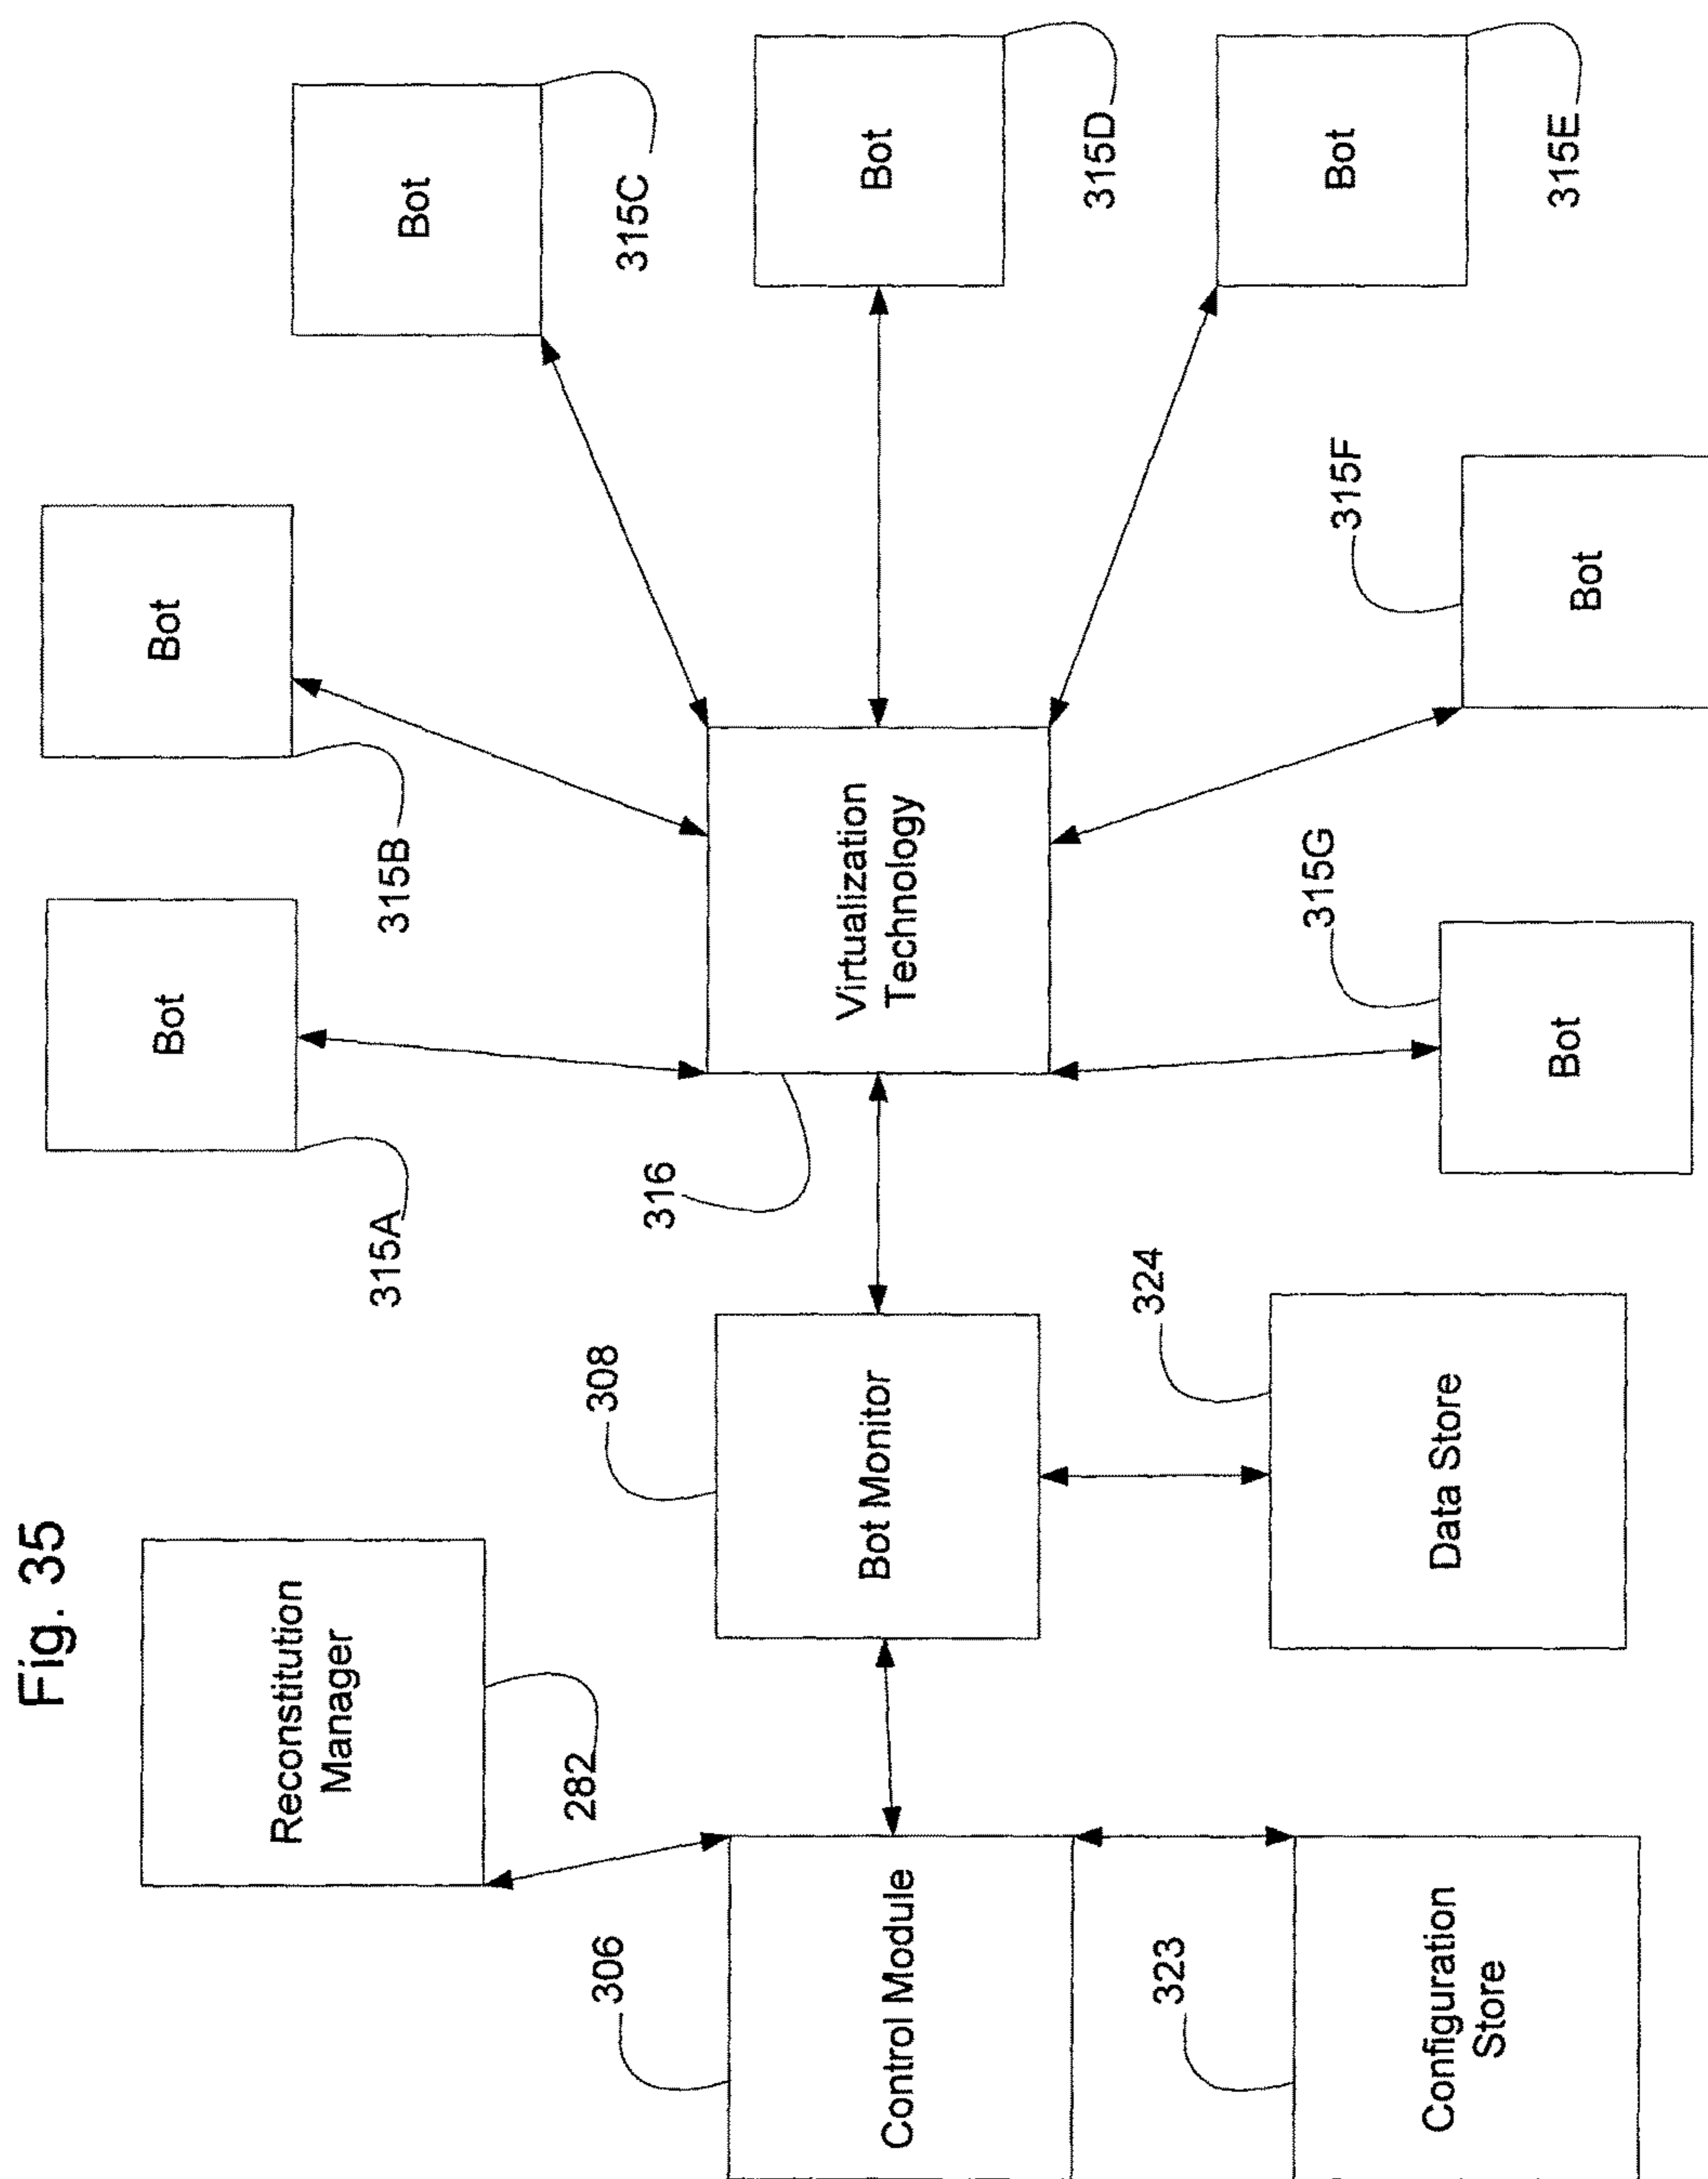 Fig. 35
Reconstitution
Manager
282
Bot
315A
Bot
315B
Bot
315C
306
Control Module
308
Bot Monitor
316
Virtualization
Technology
Bot
315D
323
Configuration
Store
324
Data Store
315G
Bot
315F
Bot
Bot
315E